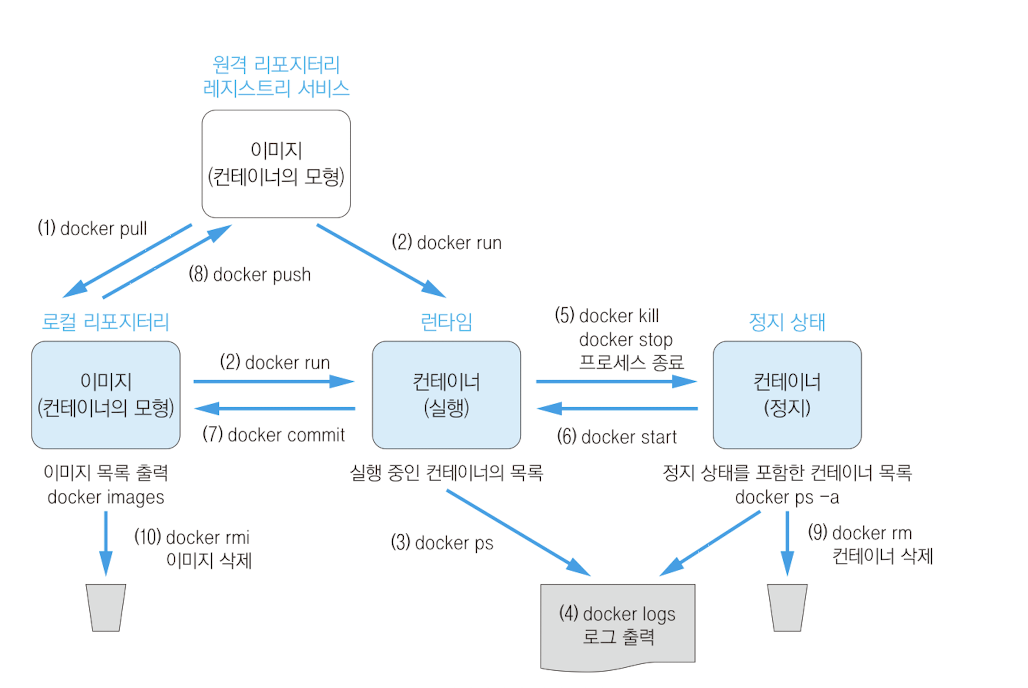 원격 리포지터리
레지스트리 서비스
이미지
(컨테이너의 모형)
(1) docker pull
(2) docker run
(8) docker push
로컬 리포지터리
런타임
(5) docker kill
docker stop
프로세스 종료
정지 상태
이미지
(컨테이너의 모형)
(2) docker run
(7) docker commit
컨테이너
(실행)
(6) docker start
컨테이너
(정지)
이미지 목록 출력
docker images
실행 중인 컨테이너의 목록
정지 상태를 포함한 컨테이너 목록
docker ps -a
(10) docker rmi
이미지 삭제
(3) docker ps
(9) docker rm
컨테이너 삭제
(4) docker logs
로그 출력